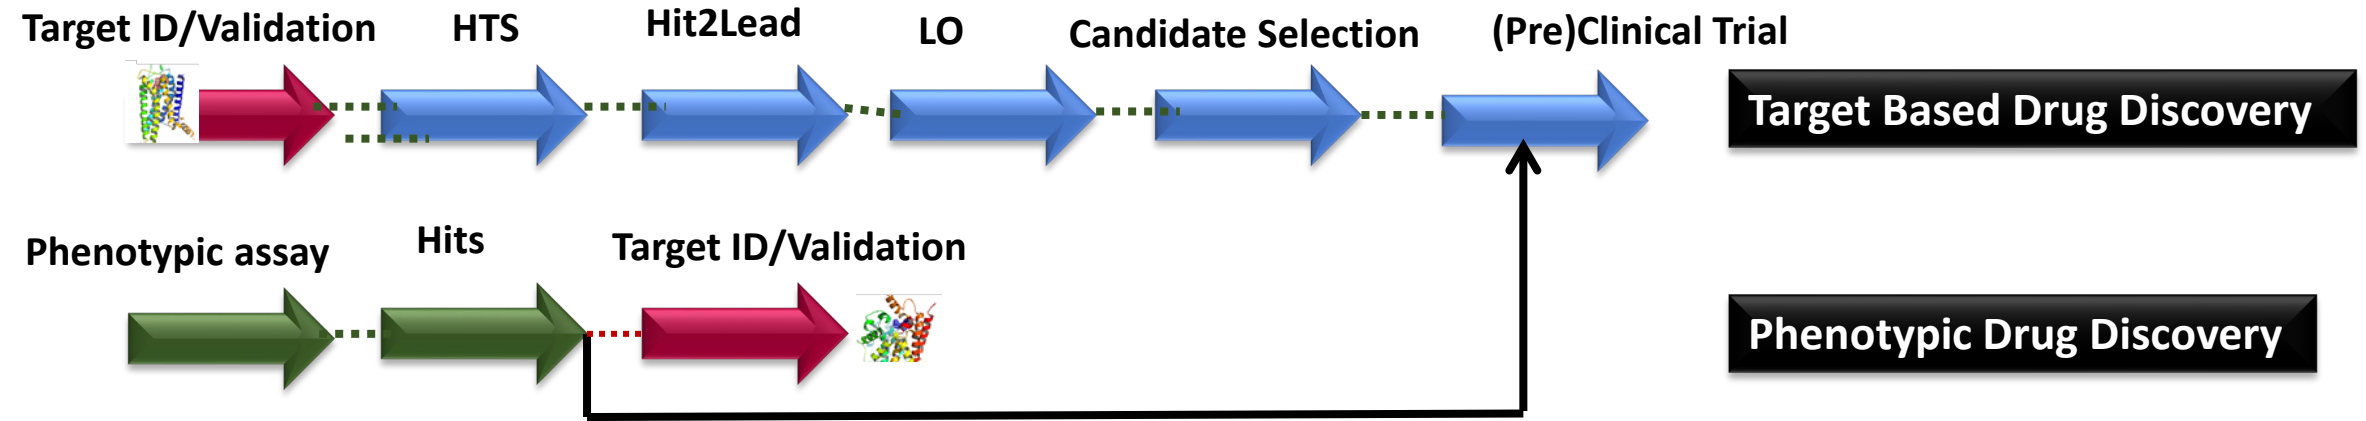 Target ID/Validation
HTS
Hit2Lead
LO
Candidate Selection
(Pre)Clinical Trial
Target Based Drug Discovery
Phenotypic assay
Hits
Target ID/Validation
Phenotypic Drug Discovery